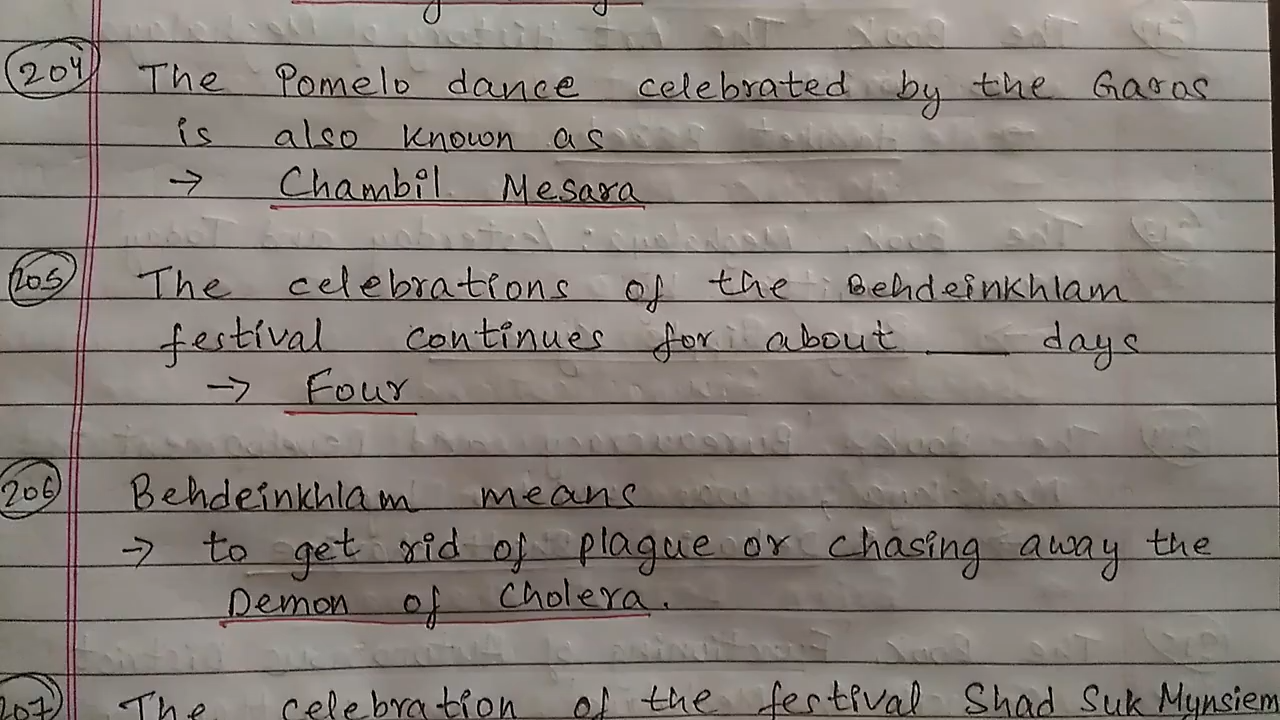 204 The Pomelo dance celebrated by the Garos
is also known as
→ Chambil Mesara
205 The celebrations of the Behdeinkhlam
festival continues for about ___ days
→ Four
206 Behdeinkhlam means
→ to get rid of plague or chasing away the
Demon of Cholera.
207 The celebration of the festival Shad Suk Mynsiem